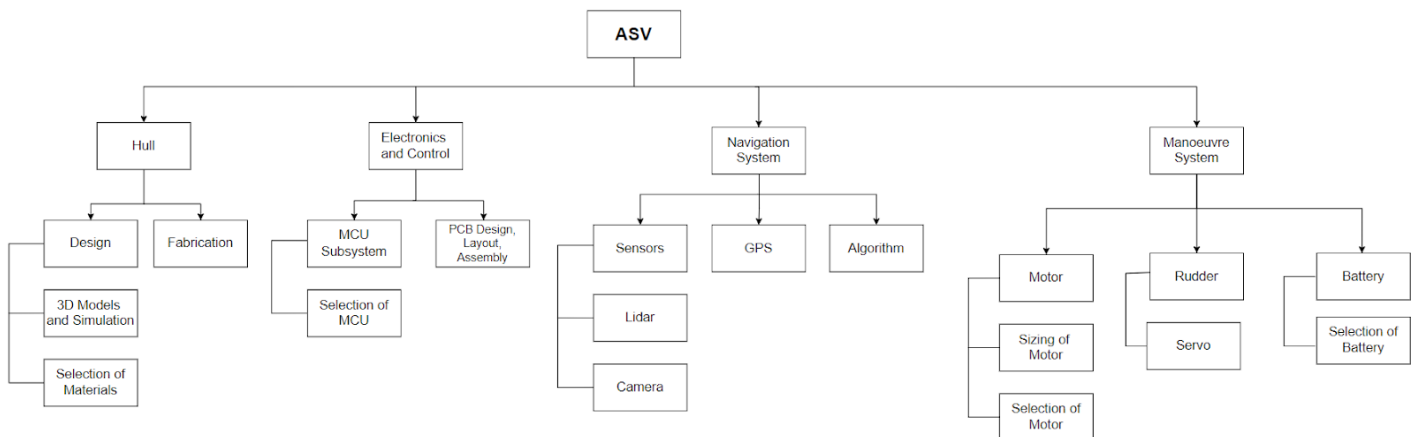 ASV
Hull
Electronics
and Control
Navigation
System
Manoeuvre
System
Design
Fabrication
MCU
Subsystem
PCB Design,
Layout,
Assembly
Sensors
GPS
Algorithm
Motor
Rudder
Battery
3D Models
and Simulation
Selection of
MCU
Lidar
Sizing of
Motor
Servo
Selection of
Battery
Selection of
Materials
Camera
Selection of
Motor